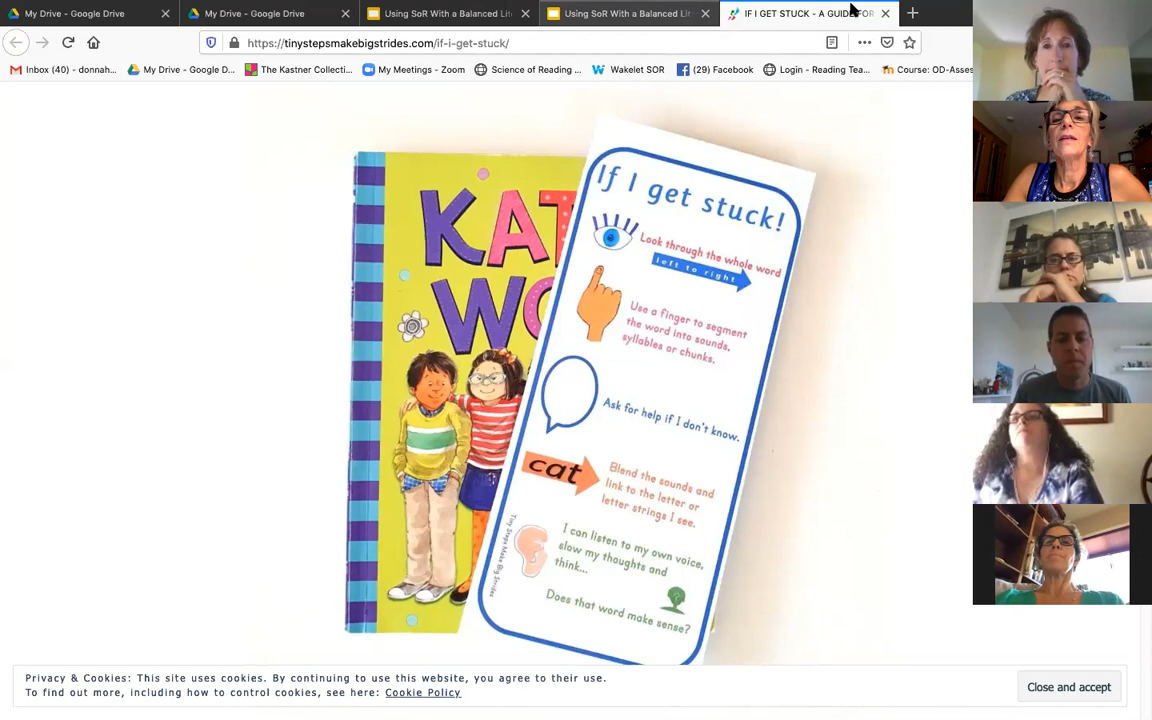 My Drive - Google Drive
My Drive - Google Drive
Using SoR With a Balanced Lit
Using SoR With a Balanced Lit
IF I GET STUCK - A GUIDE FOR
https://tinystepsmakebigstrides.com/if-i-get-stuck/
Inbox (40) - donnah...
My Drive - Google D...
The Kastner Collecti...
My Meetings - Zoom
Science of Reading ...
Wakelet SOR
(29) Facebook
Login - Reading Tea...
Course: OD-Asses
KAT
WO
If I get stuck!
Look through the whole word
left to right
Use a finger to segment
the word into sounds,
syllables or chunks.
Ask for help if I don't know.
cat
Blend the sounds and
link to the letter or
letter strings I see.
I can listen to my own voice,
slow my thoughts and
think...
Does that word make sense?
Tiny Steps Make Big Strides
Privacy & Cookies: This site uses cookies. By continuing to use this website, you agree to their use.
To find out more, including how to control cookies, see here: Cookie Policy
Close and accept